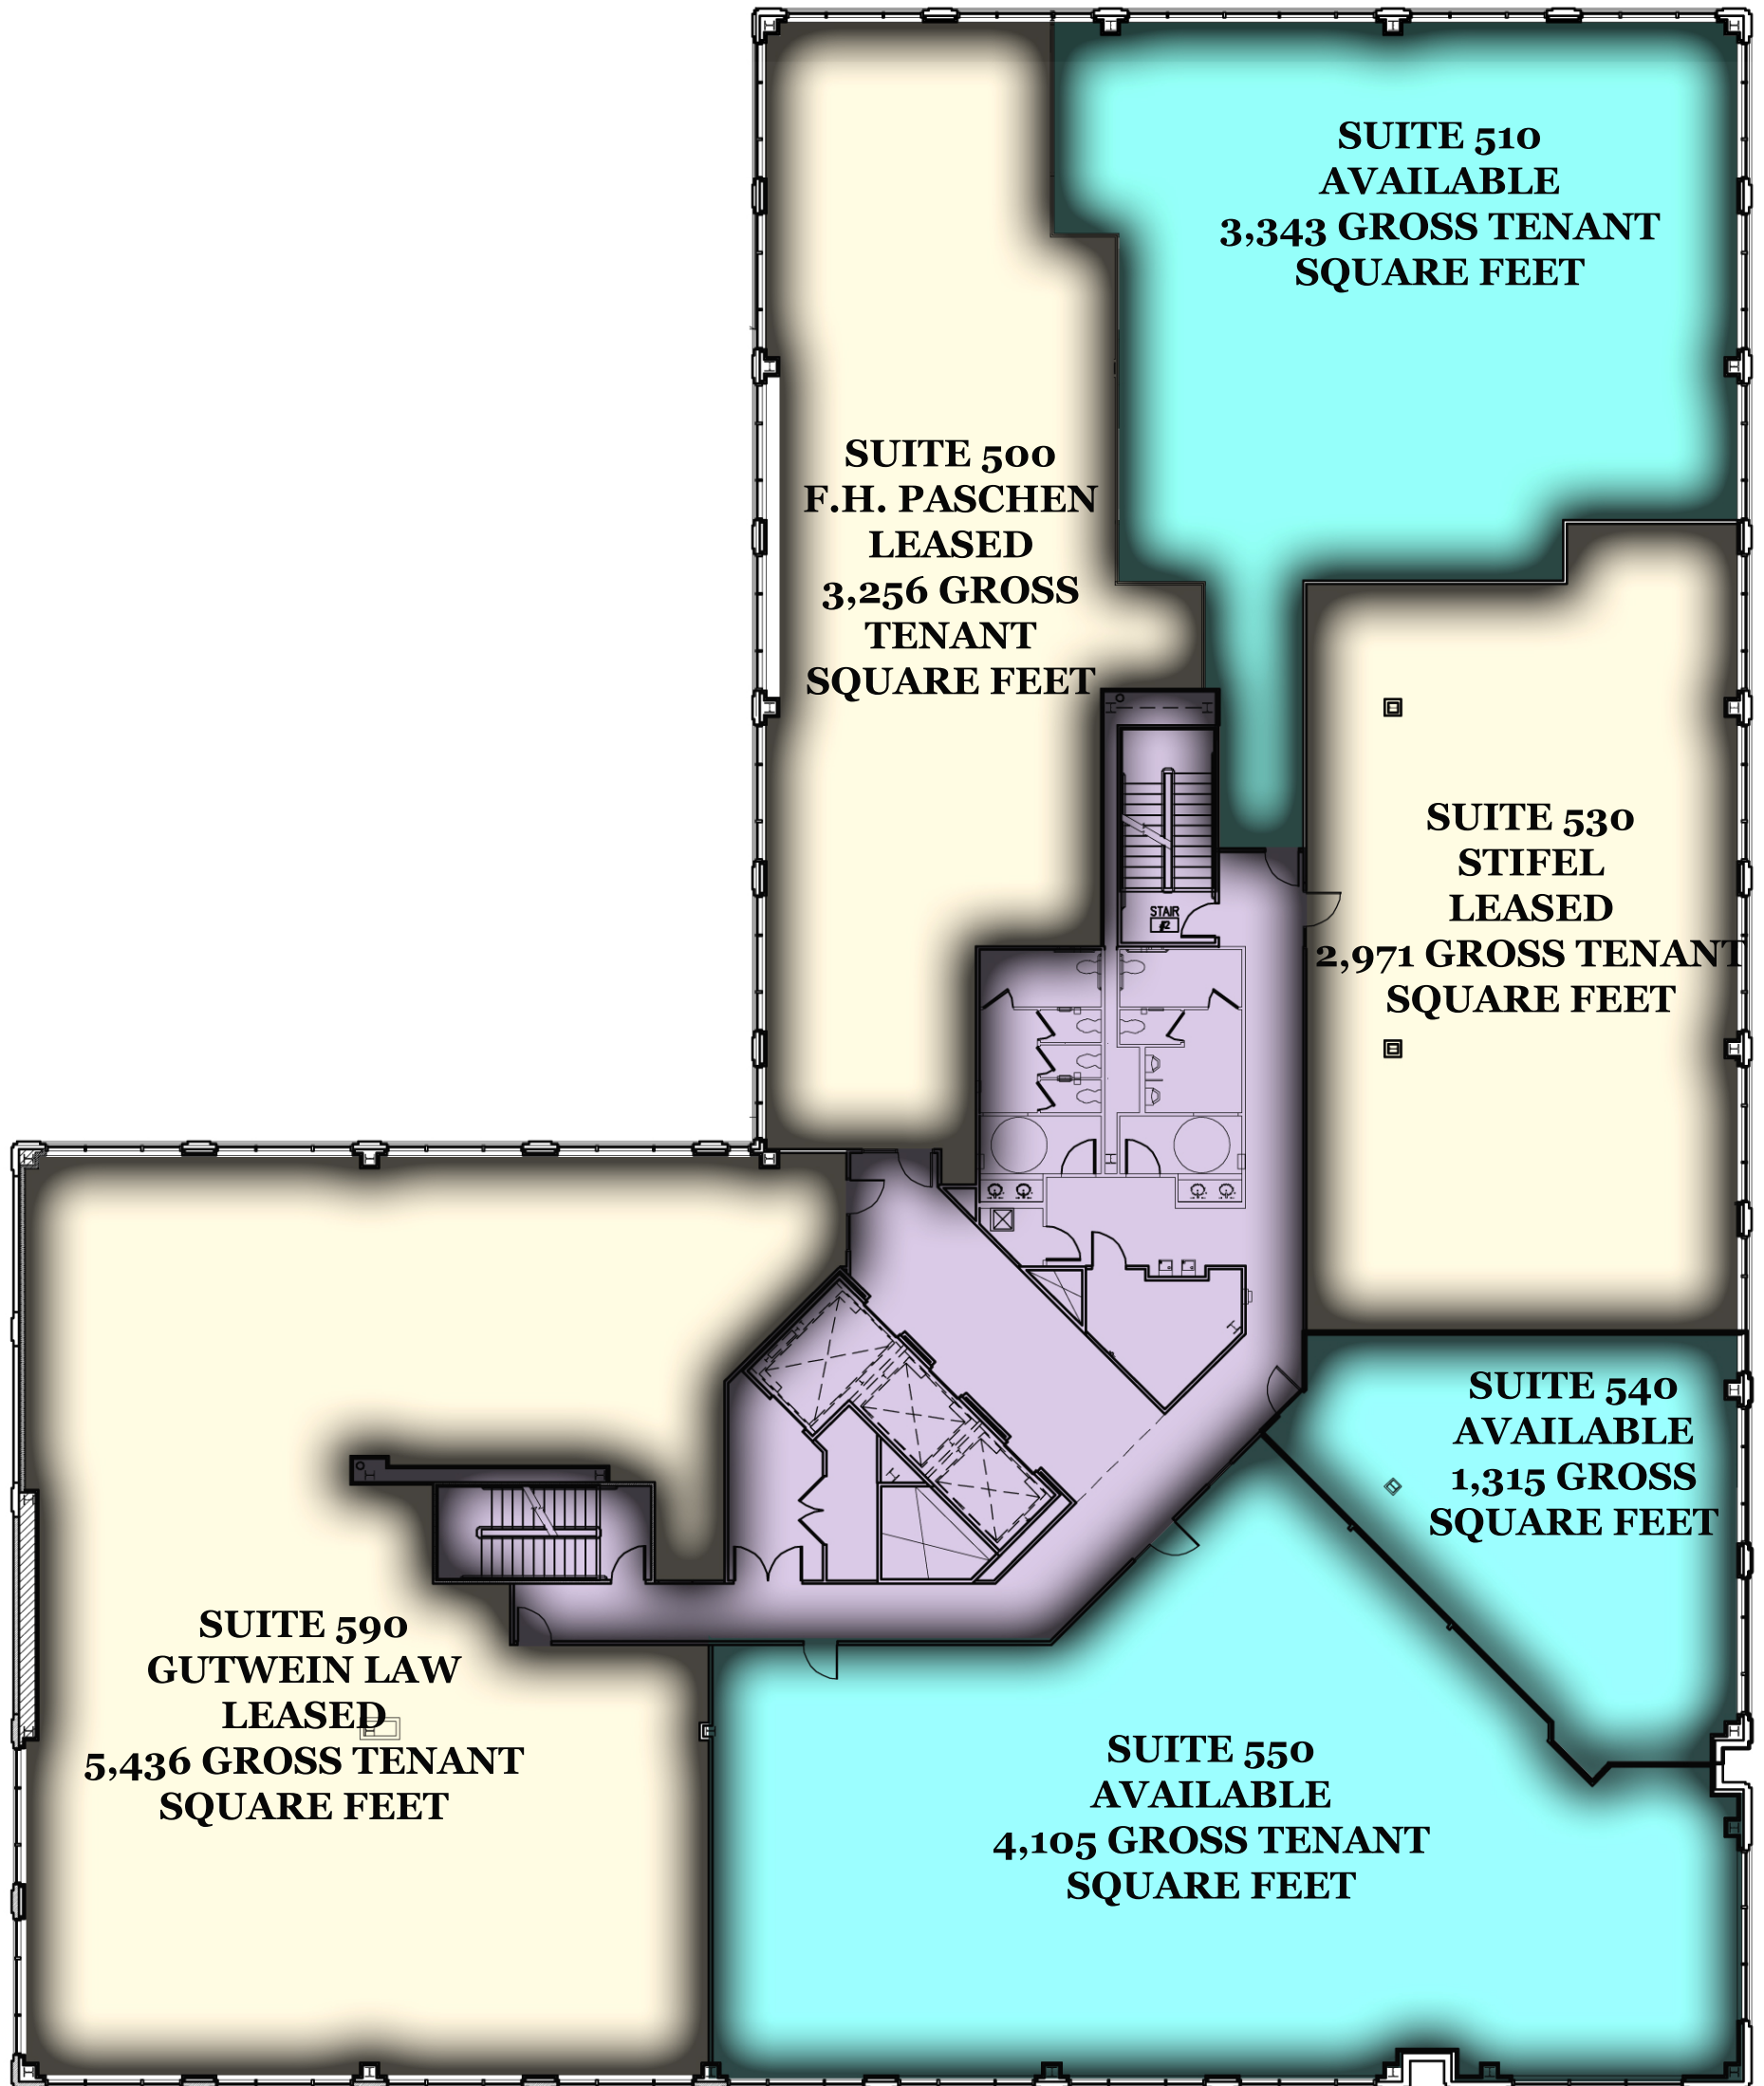 SUITE 510
AVAILABLE
3,343 GROSS TENANT
SQUARE FEET
SUITE 500
F.H. PASCHEN
LEASED
3,256 GROSS
TENANT
SQUARE FEET
SUITE 530
STIFEL
LEASED
2,971 GROSS TENANT
SQUARE FEET
STAIR
#2
SUITE 540
AVAILABLE
1,315 GROSS
SQUARE FEET
SUITE 590
GUTWEIN LAW
LEASED
5,436 GROSS TENANT
SQUARE FEET
SUITE 550
AVAILABLE
4,105 GROSS TENANT
SQUARE FEET